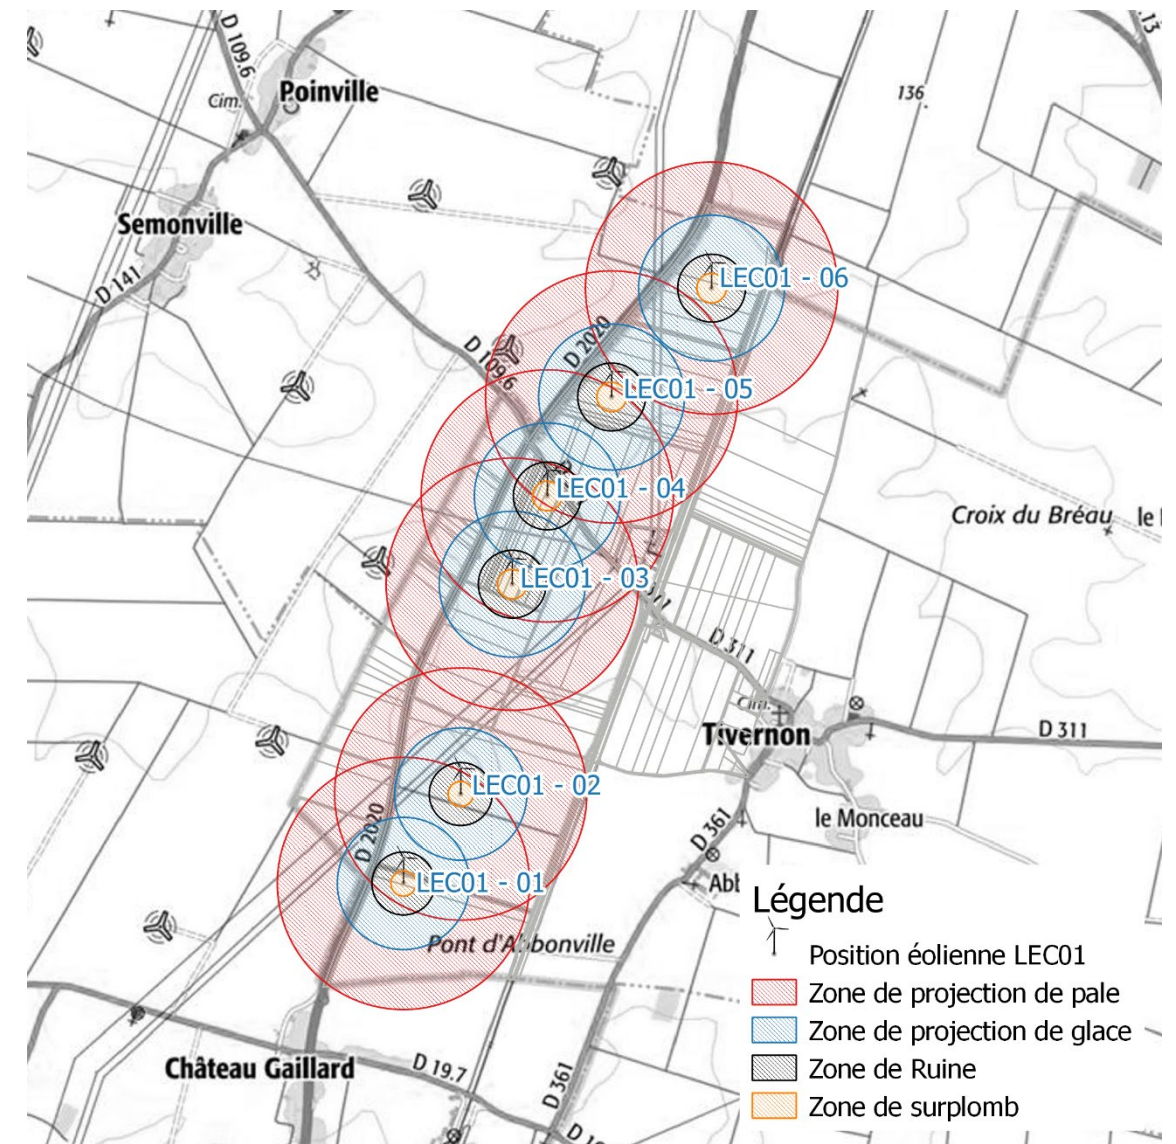 D 109.6
Poinville
Cim.
136.
Semonville
D 141
LEC01 - 06
D 2020
D 109.6
LEC01 - 05
LEC01 - 04
Croix du Bréau
LEC01 - 03
D 311
Cim.
Tivernon
D 311
LEC01 - 02
le Monceau
D 2020
D 361
LEC01 - 01
Légende
Pont d'Abbonville
Position éolienne LEC01
Zone de projection de pale
Zone de projection de glace
Château Gaillard
D 19.7
D 361
Zone de Ruine
Zone de surplomb